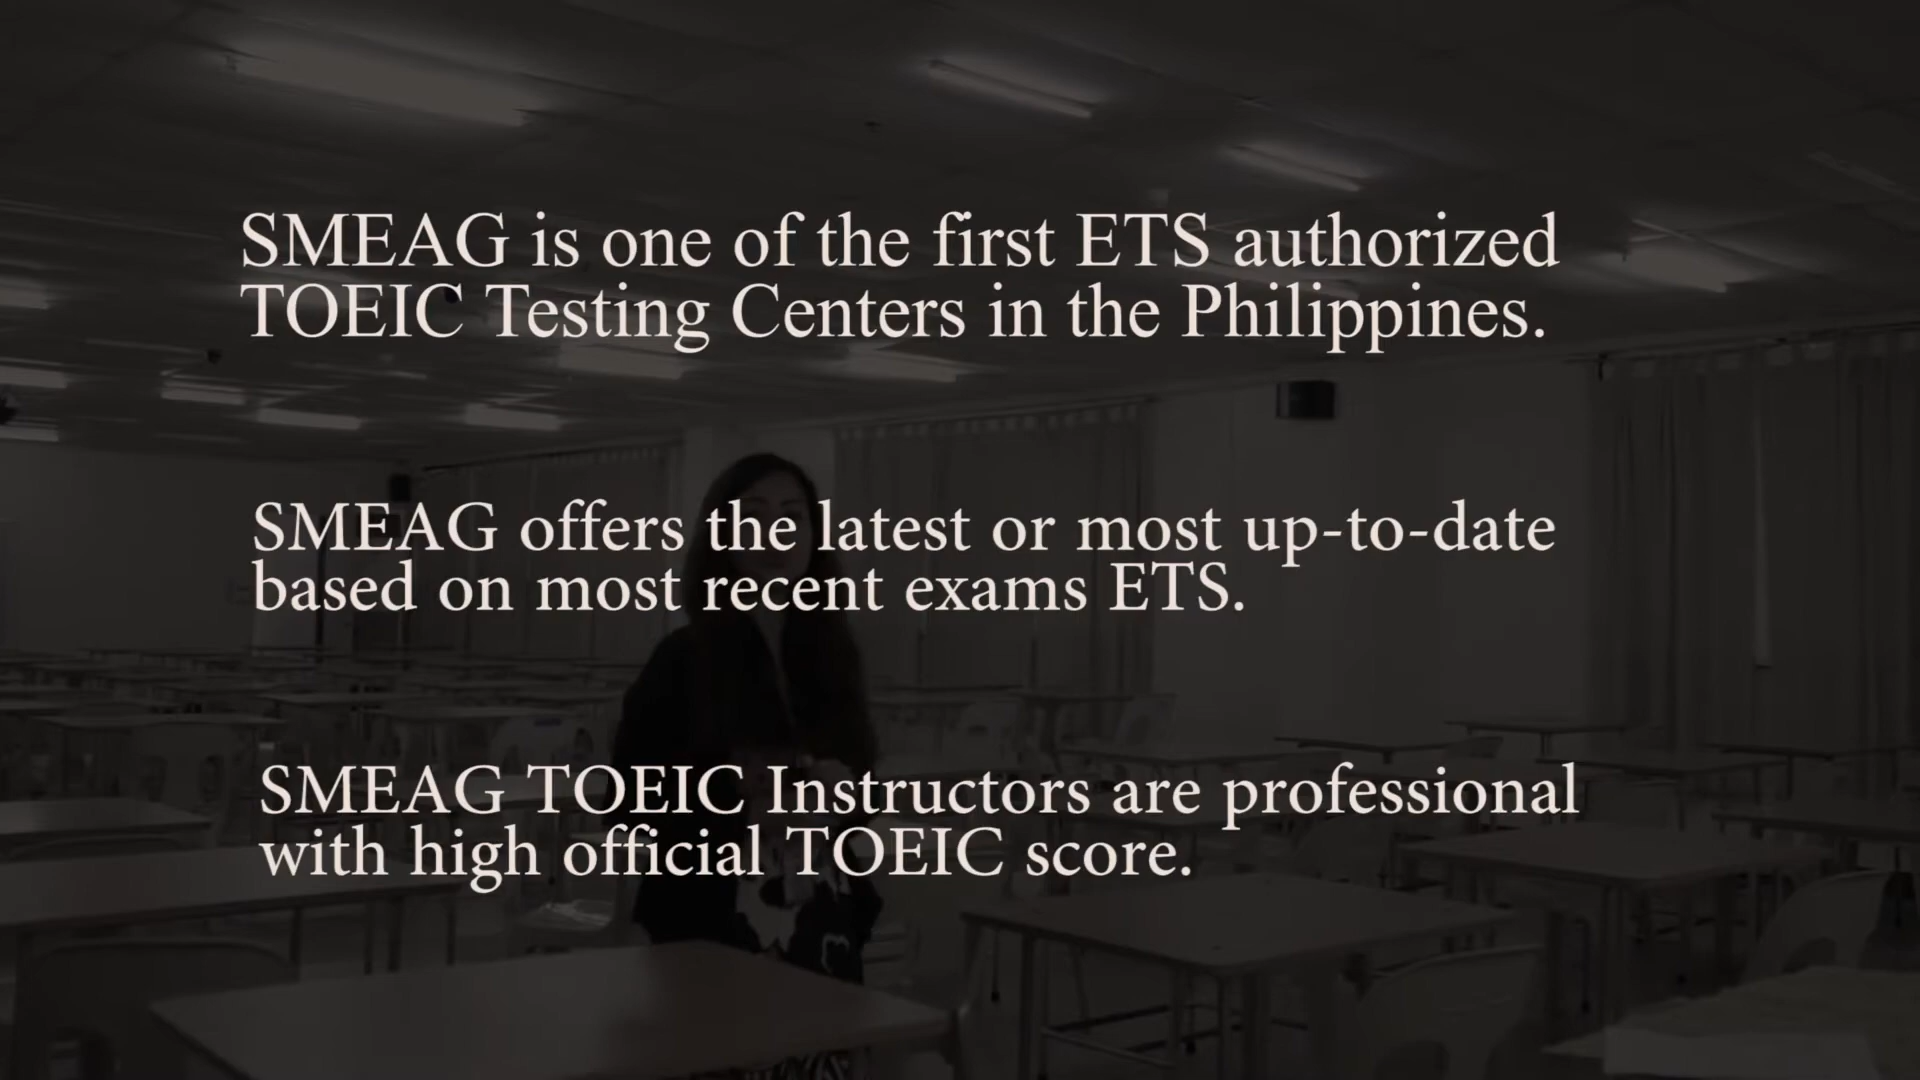 SMEAG is one of the first ETS authorized
TOEIC Testing Centers in the Philippines.
SMEAG offers the latest or most up-to-date
based on most recent exams ETS.
SMEAG TOEIC Instructors are professional
with high official TOEIC score.